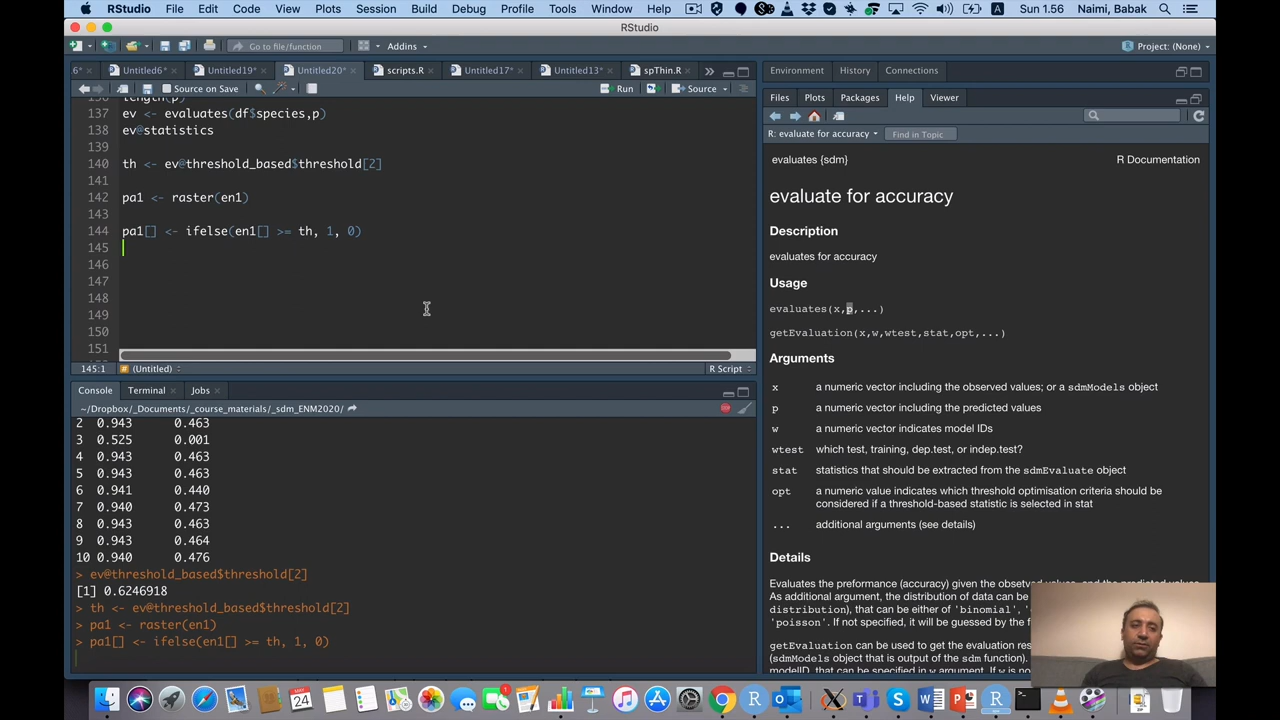 RStudio File Edit Code View Plots Session Build Debug Profile Tools Window Help Sun 1.56 Naimi, Babak
RStudio
Go to file/function Addins Project: (None)
6* Untitled6* Untitled19* Untitled20* scripts.R Untitled17* Untitled13* spThin.R
Source on Save Run Source
136 length(p)
137 ev <- evaluates(df$species,p)
138 ev@statistics
139
140 th <- ev@threshold_based$threshold[2]
141
142 pa1 <- raster(en1)
143
144 pa1[] <- ifelse(en1[] >= th, 1, 0)
145
146
147
148
149
150
151
145:1 (Untitled) R Script
Console Terminal Jobs
~/Dropbox/_Documents/_course_materials/_sdm_ENM2020/
2 0.943 0.463
3 0.525 0.001
4 0.943 0.463
5 0.943 0.463
6 0.941 0.440
7 0.940 0.473
8 0.943 0.463
9 0.943 0.464
10 0.940 0.476
> ev@threshold_based$threshold[2]
[1] 0.6246918
> th <- ev@threshold_based$threshold[2]
> pa1 <- raster(en1)
> pa1[] <- ifelse(en1[] >= th, 1, 0)
Environment History Connections
Files Plots Packages Help Viewer
R: evaluate for accuracy Find in Topic
evaluates {sdm} R Documentation
evaluate for accuracy
Description
evaluates for accuracy
Usage
evaluates(x,p,...)
getEvaluation(x,w,wtest,stat,opt,...)
Arguments
x a numeric vector including the observed values; or a sdmModels object
p a numeric vector including the predicted values
w a numeric vector indicates model IDs
wtest which test, training, dep.test, or indep.test?
stat statistics that should be extracted from the sdmEvaluate object
opt a numeric value indicates which threshold optimisation criteria should be
considered if a threshold-based statistic is selected in stat
... additional arguments (see details)
Details
Evaluates the preformance (accuracy) given the observed values, and the predicted values.
As additional argument, the distribution of data can be
distribution), that can be either of 'binomial',
'poisson'. If not specified, it will be guessed by the
getEvaluation can be used to get the evaluation res
(sdmModels object that is output of the sdm function).